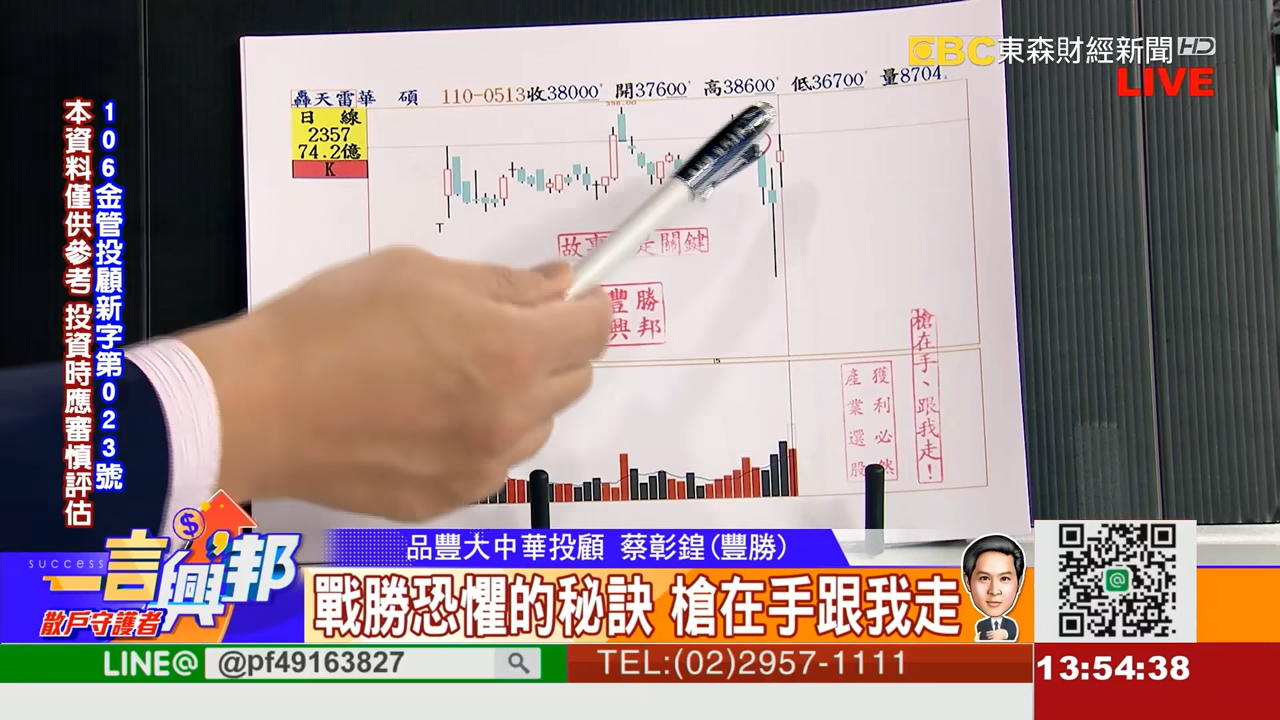 EBC 東森財經新聞 HD
LIVE
106金管投顧新字第023號
本資料僅供參考 投資時應審慎評估
轟天雷華 碩 110-0513收38000 開37600 高38600 低36700 量8704
日 線
2357
74.2億
K
T
關鍵
豐勝
興邦
15
槍在手、跟我走!
獲利必然
產業選股
success
一言興邦
散戶守護者
品豐大中華投顧 蔡彰鍠(豐勝)
戰勝恐懼的秘訣 槍在手跟我走
LINE@ @pf49163827
TEL:(02)2957-1111
13:54:38